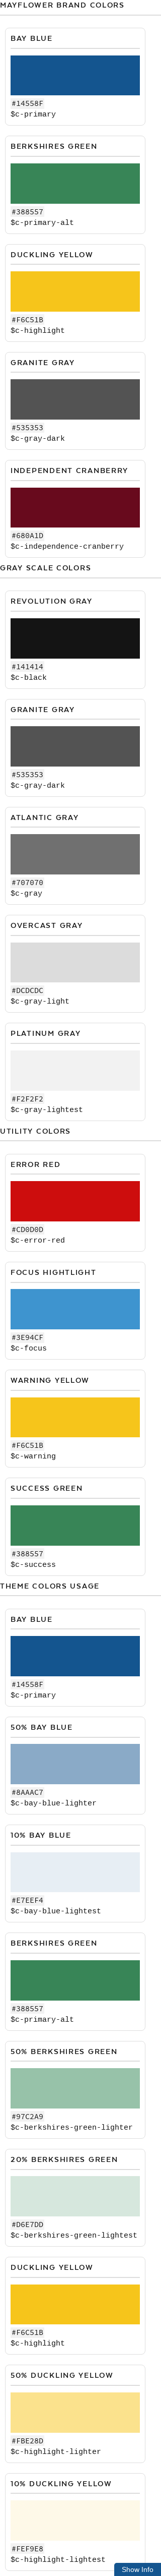 MAYFLOWER BRAND COLORS
BAY BLUE
#14558F
$c-primary
BERKSHIRES GREEN
#388557
$c-primary-alt
DUCKLING YELLOW
#F6C51B
$c-highlight
GRANITE GRAY
#535353
$c-gray-dark
INDEPENDENT CRANBERRY
#680A1D
$c-independence-cranberry
GRAY SCALE COLORS
REVOLUTION GRAY
#141414
$c-black
GRANITE GRAY
#535353
$c-gray-dark
ATLANTIC GRAY
#707070
$c-gray
OVERCAST GRAY
#DCDCDC
$c-gray-light
PLATINUM GRAY
#F2F2F2
$c-gray-lightest
UTILITY COLORS
ERROR RED
#CD0D0D
$c-error-red
FOCUS HIGHTLIGHT
#3E94CF
$c-focus
WARNING YELLOW
#F6C51B
$c-warning
SUCCESS GREEN
#388557
$c-success
THEME COLORS USAGE
BAY BLUE
#14558F
$c-primary
50% BAY BLUE
#8AAAC7
$c-bay-blue-lighter
10% BAY BLUE
#E7EEF4
$c-bay-blue-lightest
BERKSHIRES GREEN
#388557
$c-primary-alt
50% BERKSHIRES GREEN
#97C2A9
$c-berkshires-green-lighter
20% BERKSHIRES GREEN
#D6E7DD
$c-berkshires-green-lightest
DUCKLING YELLOW
#F6C51B
$c-highlight
50% DUCKLING YELLOW
#FBE28D
$c-highlight-lighter
10% DUCKLING YELLOW
#FEF9E8
$c-highlight-lightest
Show Info